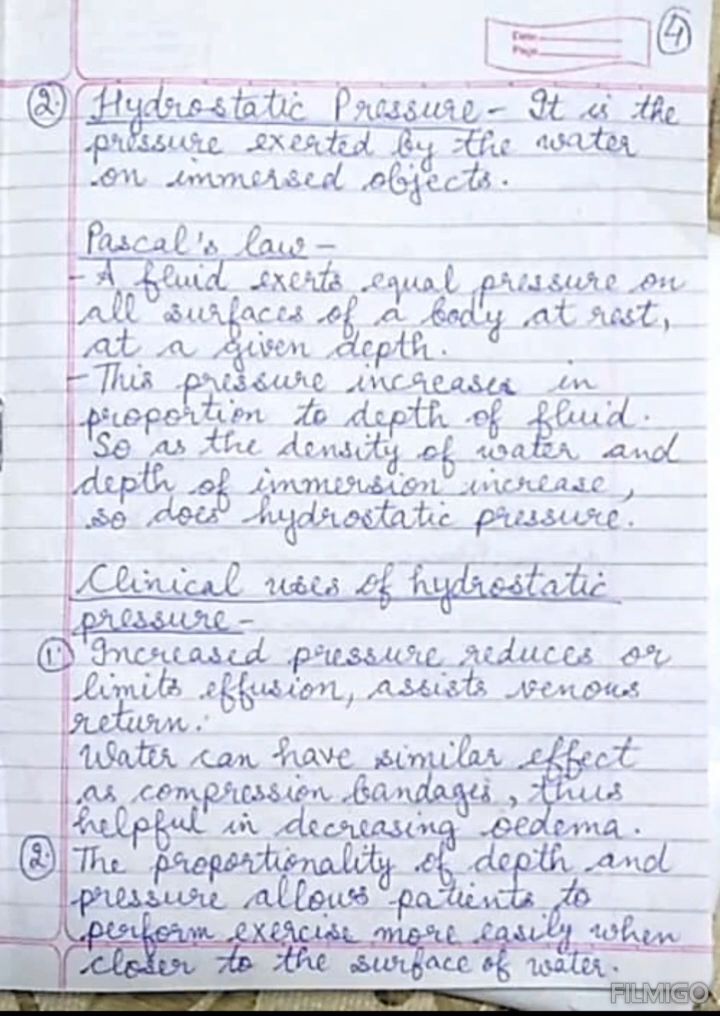 Date
Page
4
2. Hydrostatic Pressure - It is the
pressure exerted by the water
on immersed objects.
Pascal's law -
- A fluid exerts equal pressure on
all surfaces of a body at rest,
at a given depth.
- This pressure increases in
proportion to depth of fluid.
So as the density of water and
depth of immersion increase,
so does hydrostatic pressure.
Clinical uses of hydrostatic
pressure -
1. Increased pressure reduces or
limits effusion, assists venous
return.
Water can have similar effect
as compression bandages, thus
helpful in decreasing oedema.
2. The proportionality of depth and
pressure allows patients to
perform exercise more easily when
closer to the surface of water.
FILMIGO